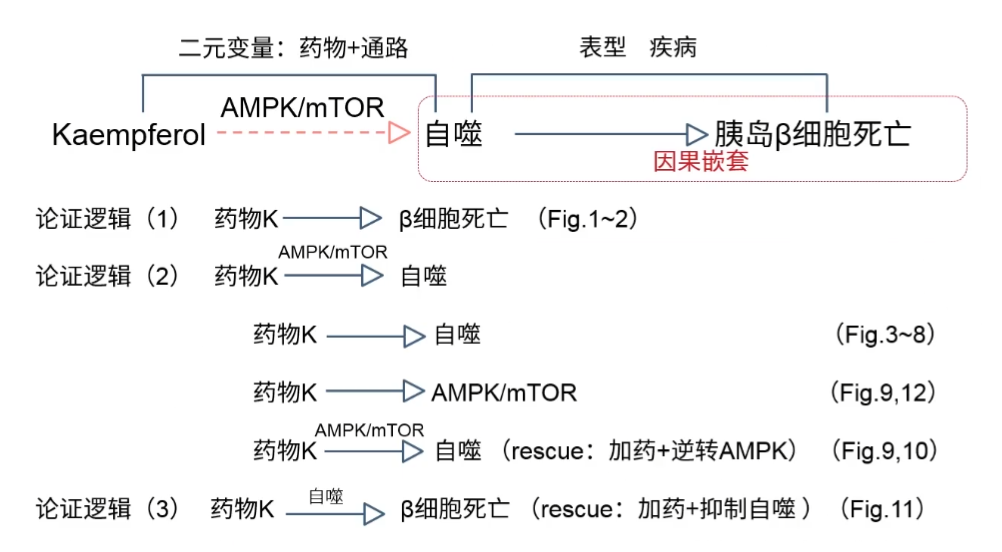 二元变量：药物+通路 表型 疾病
AMPK/mTOR
Kaempferol 自噬 胰岛β细胞死亡
因果嵌套
论证逻辑（1） 药物K β细胞死亡 （Fig.1~2）
AMPK/mTOR
论证逻辑（2） 药物K 自噬
药物K 自噬 （Fig.3~8）
药物K AMPK/mTOR （Fig.9,12）
AMPK/mTOR
药物K 自噬（rescue：加药+逆转AMPK）（Fig.9,10）
自噬
论证逻辑（3） 药物K β细胞死亡（rescue：加药+抑制自噬 ）（Fig.11）